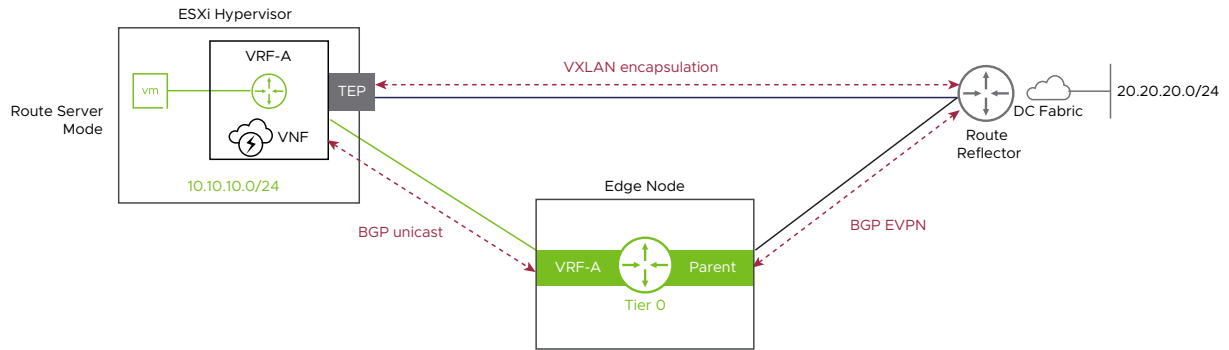 ESXi Hypervisor
VRF-A
vm
TEP
VXLAN encapsulation
20.20.20.0/24
DC Fabric
Route Server
Mode
VNF
Route
Reflector
10.10.10.0/24
Edge Node
BGP unicast
BGP EVPN
VRF-A
Parent
Tier 0